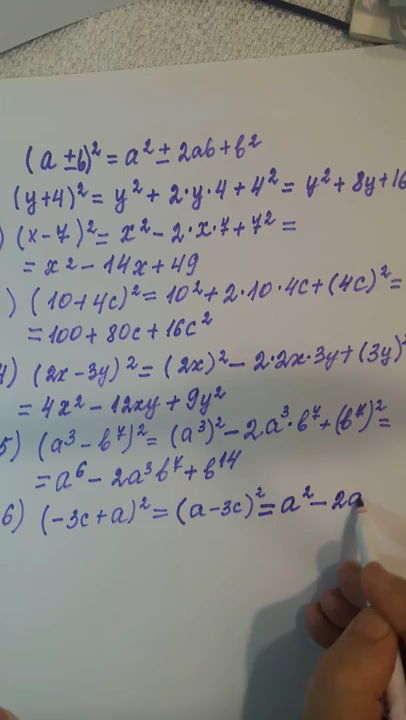 (a ± b)² = a² ± 2ab + b²
(y+4)² = y² + 2·y·4 + 4² = y² + 8y + 16
) (x-7)² = x² - 2·x·7 + 7² =
= x² - 14x + 49
) (10+4c)² = 10² + 2·10·4c + (4c)² =
= 100 + 80c + 16c²
4) (2x-3y)² = (2x)² - 2·2x·3y + (3y)²
= 4x² - 12xy + 9y²
5) (a³ - b⁷)² = (a³)² - 2a³·b⁷ + (b⁷)² =
= a⁶ - 2a³b⁷ + b¹⁴
6) (-3c+a)² = (a-3c)² = a² - 2a